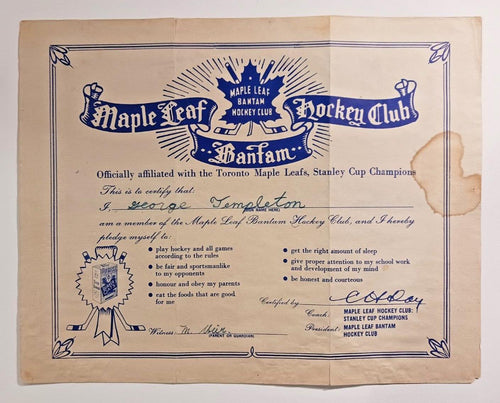 MAPLE LEAF
BANTAM
HOCKEY CLUB
Maple Leaf Hockey Club
Bantam
Officially affiliated with the Toronto Maple Leafs, Stanley Cup Champions
This is to certify that:
I, George Templeton
(SIGN NAME HERE)
am a member of the Maple Leaf Bantam Hockey Club, and I hereby
pledge myself to:
• play hockey and all games
according to the rules
• be fair and sportsmanlike
to my opponents
• honour and obey my parents
• eat the foods that are good
for me
• get the right amount of sleep
• give proper attention to my school work
and development of my mind
• be honest and courteous
Certified by
Coach: MAPLE LEAF HOCKEY CLUB;
STANLEY CUP CHAMPIONS
President: MAPLE LEAF BANTAM
HOCKEY CLUB
Witness M.
(PARENT OR GUARDIAN)